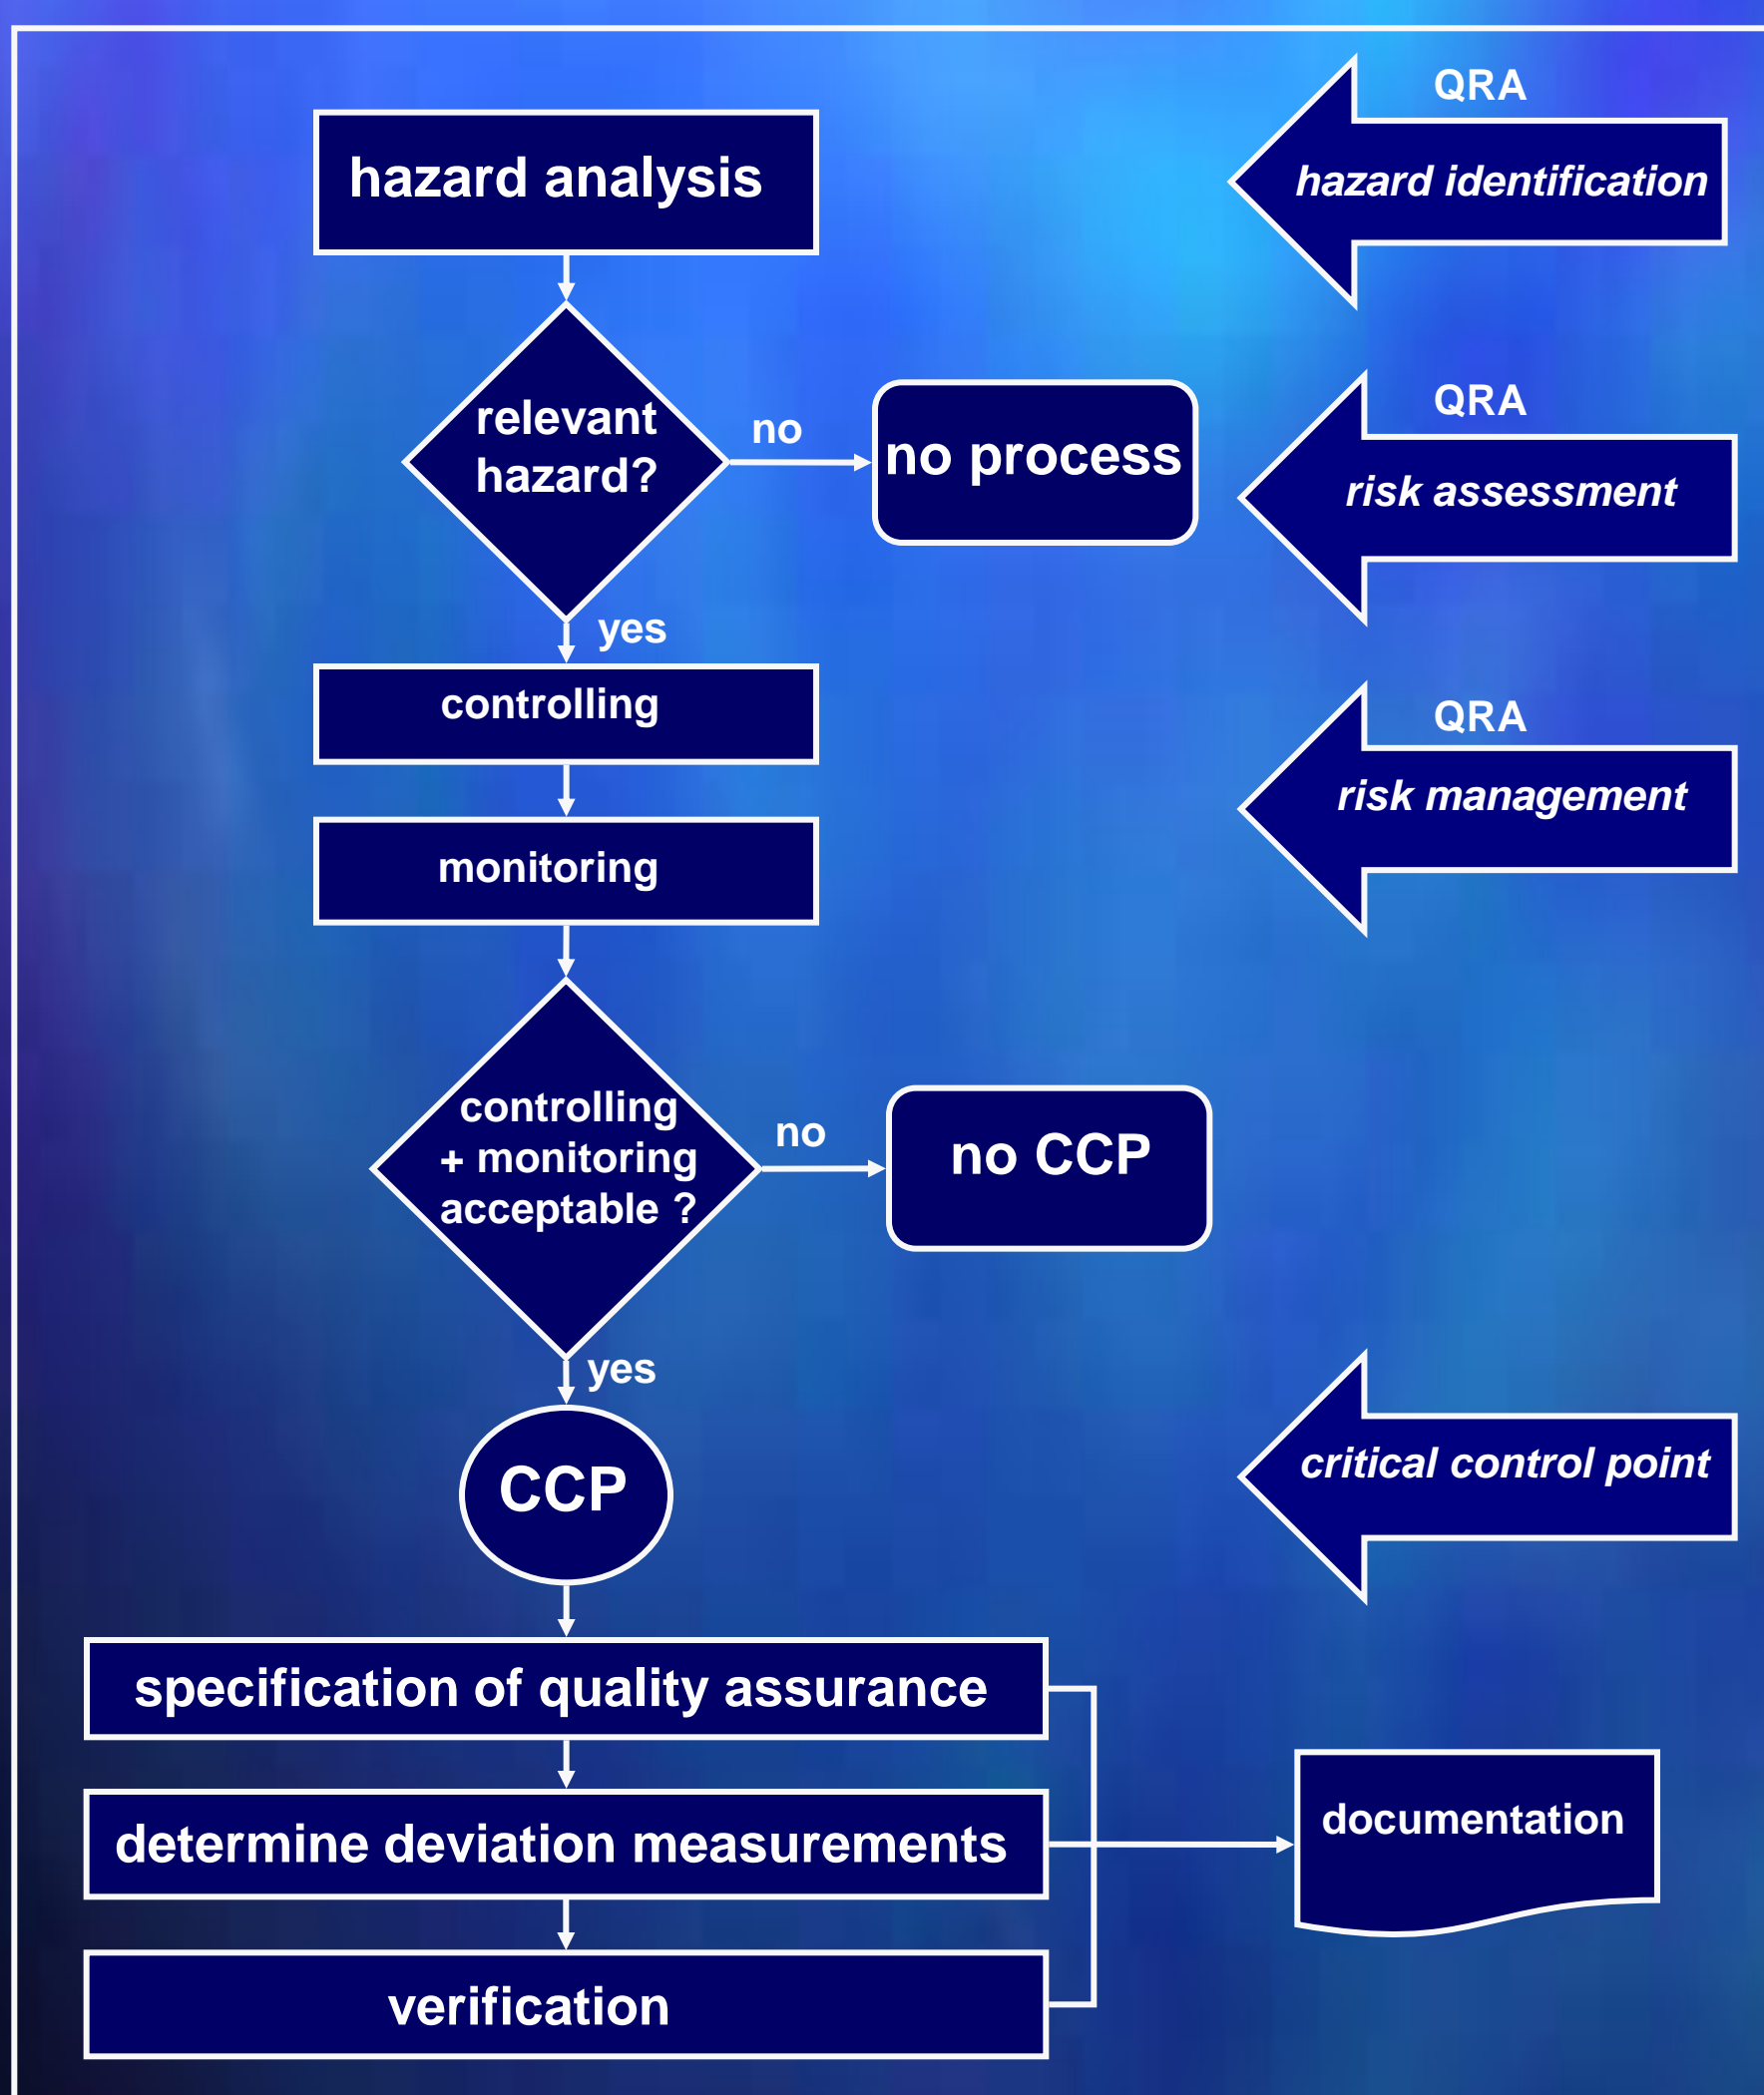 QRA
hazard analysis
hazard identification
relevant
hazard?
no
no process
QRA
risk assessment
yes
controlling
QRA
risk management
monitoring
controlling
+ monitoring
acceptable ?
no
no CCP
yes
CCP
critical control point
specification of quality assurance
determine deviation measurements
documentation
verification